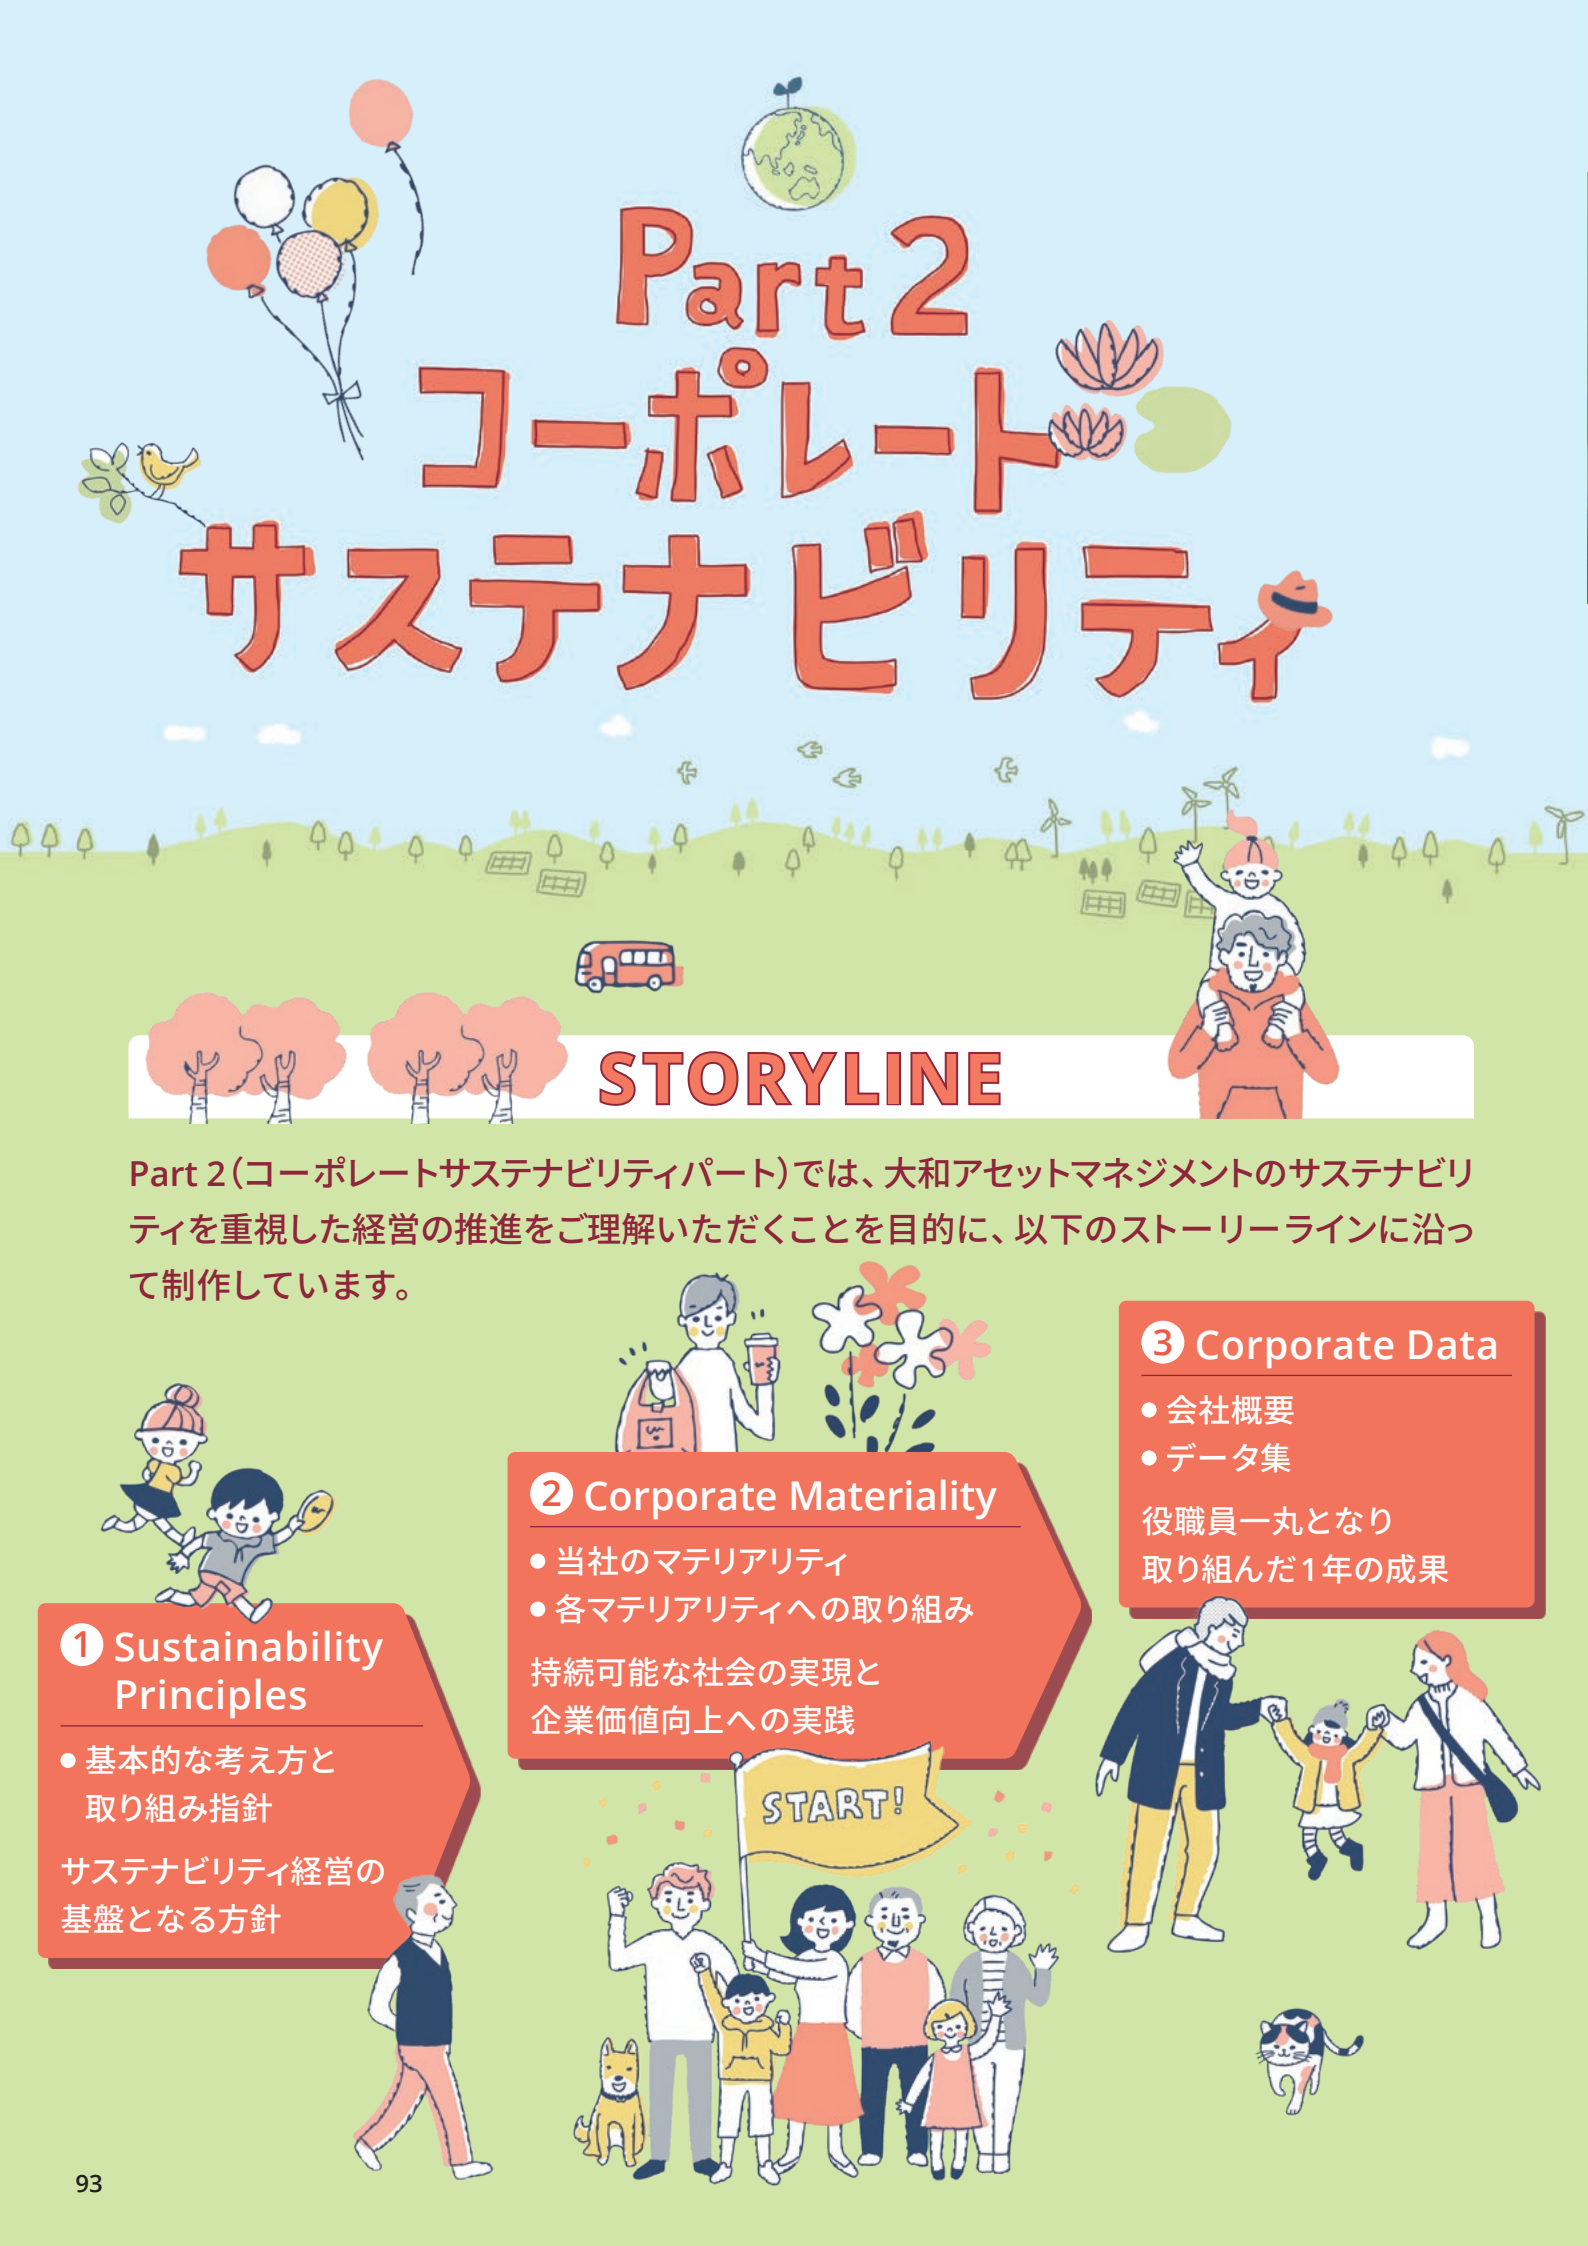 Part 2
コーポレート
サステナビリティ
STORYLINE
Part 2（コーポレートサステナビリティパート）では、大和アセットマネジメントのサステナビリ
ティを重視した経営の推進をご理解いただくことを目的に、以下のストーリーラインに沿っ
て制作しています。
1 Sustainability
Principles
● 基本的な考え方と
取り組み指針
サステナビリティ経営の
基盤となる方針
2 Corporate Materiality
● 当社のマテリアリティ
● 各マテリアリティへの取り組み
持続可能な社会の実現と
企業価値向上への実践
3 Corporate Data
● 会社概要
● データ集
役職員一丸となり
取り組んだ1年の成果
START!
93